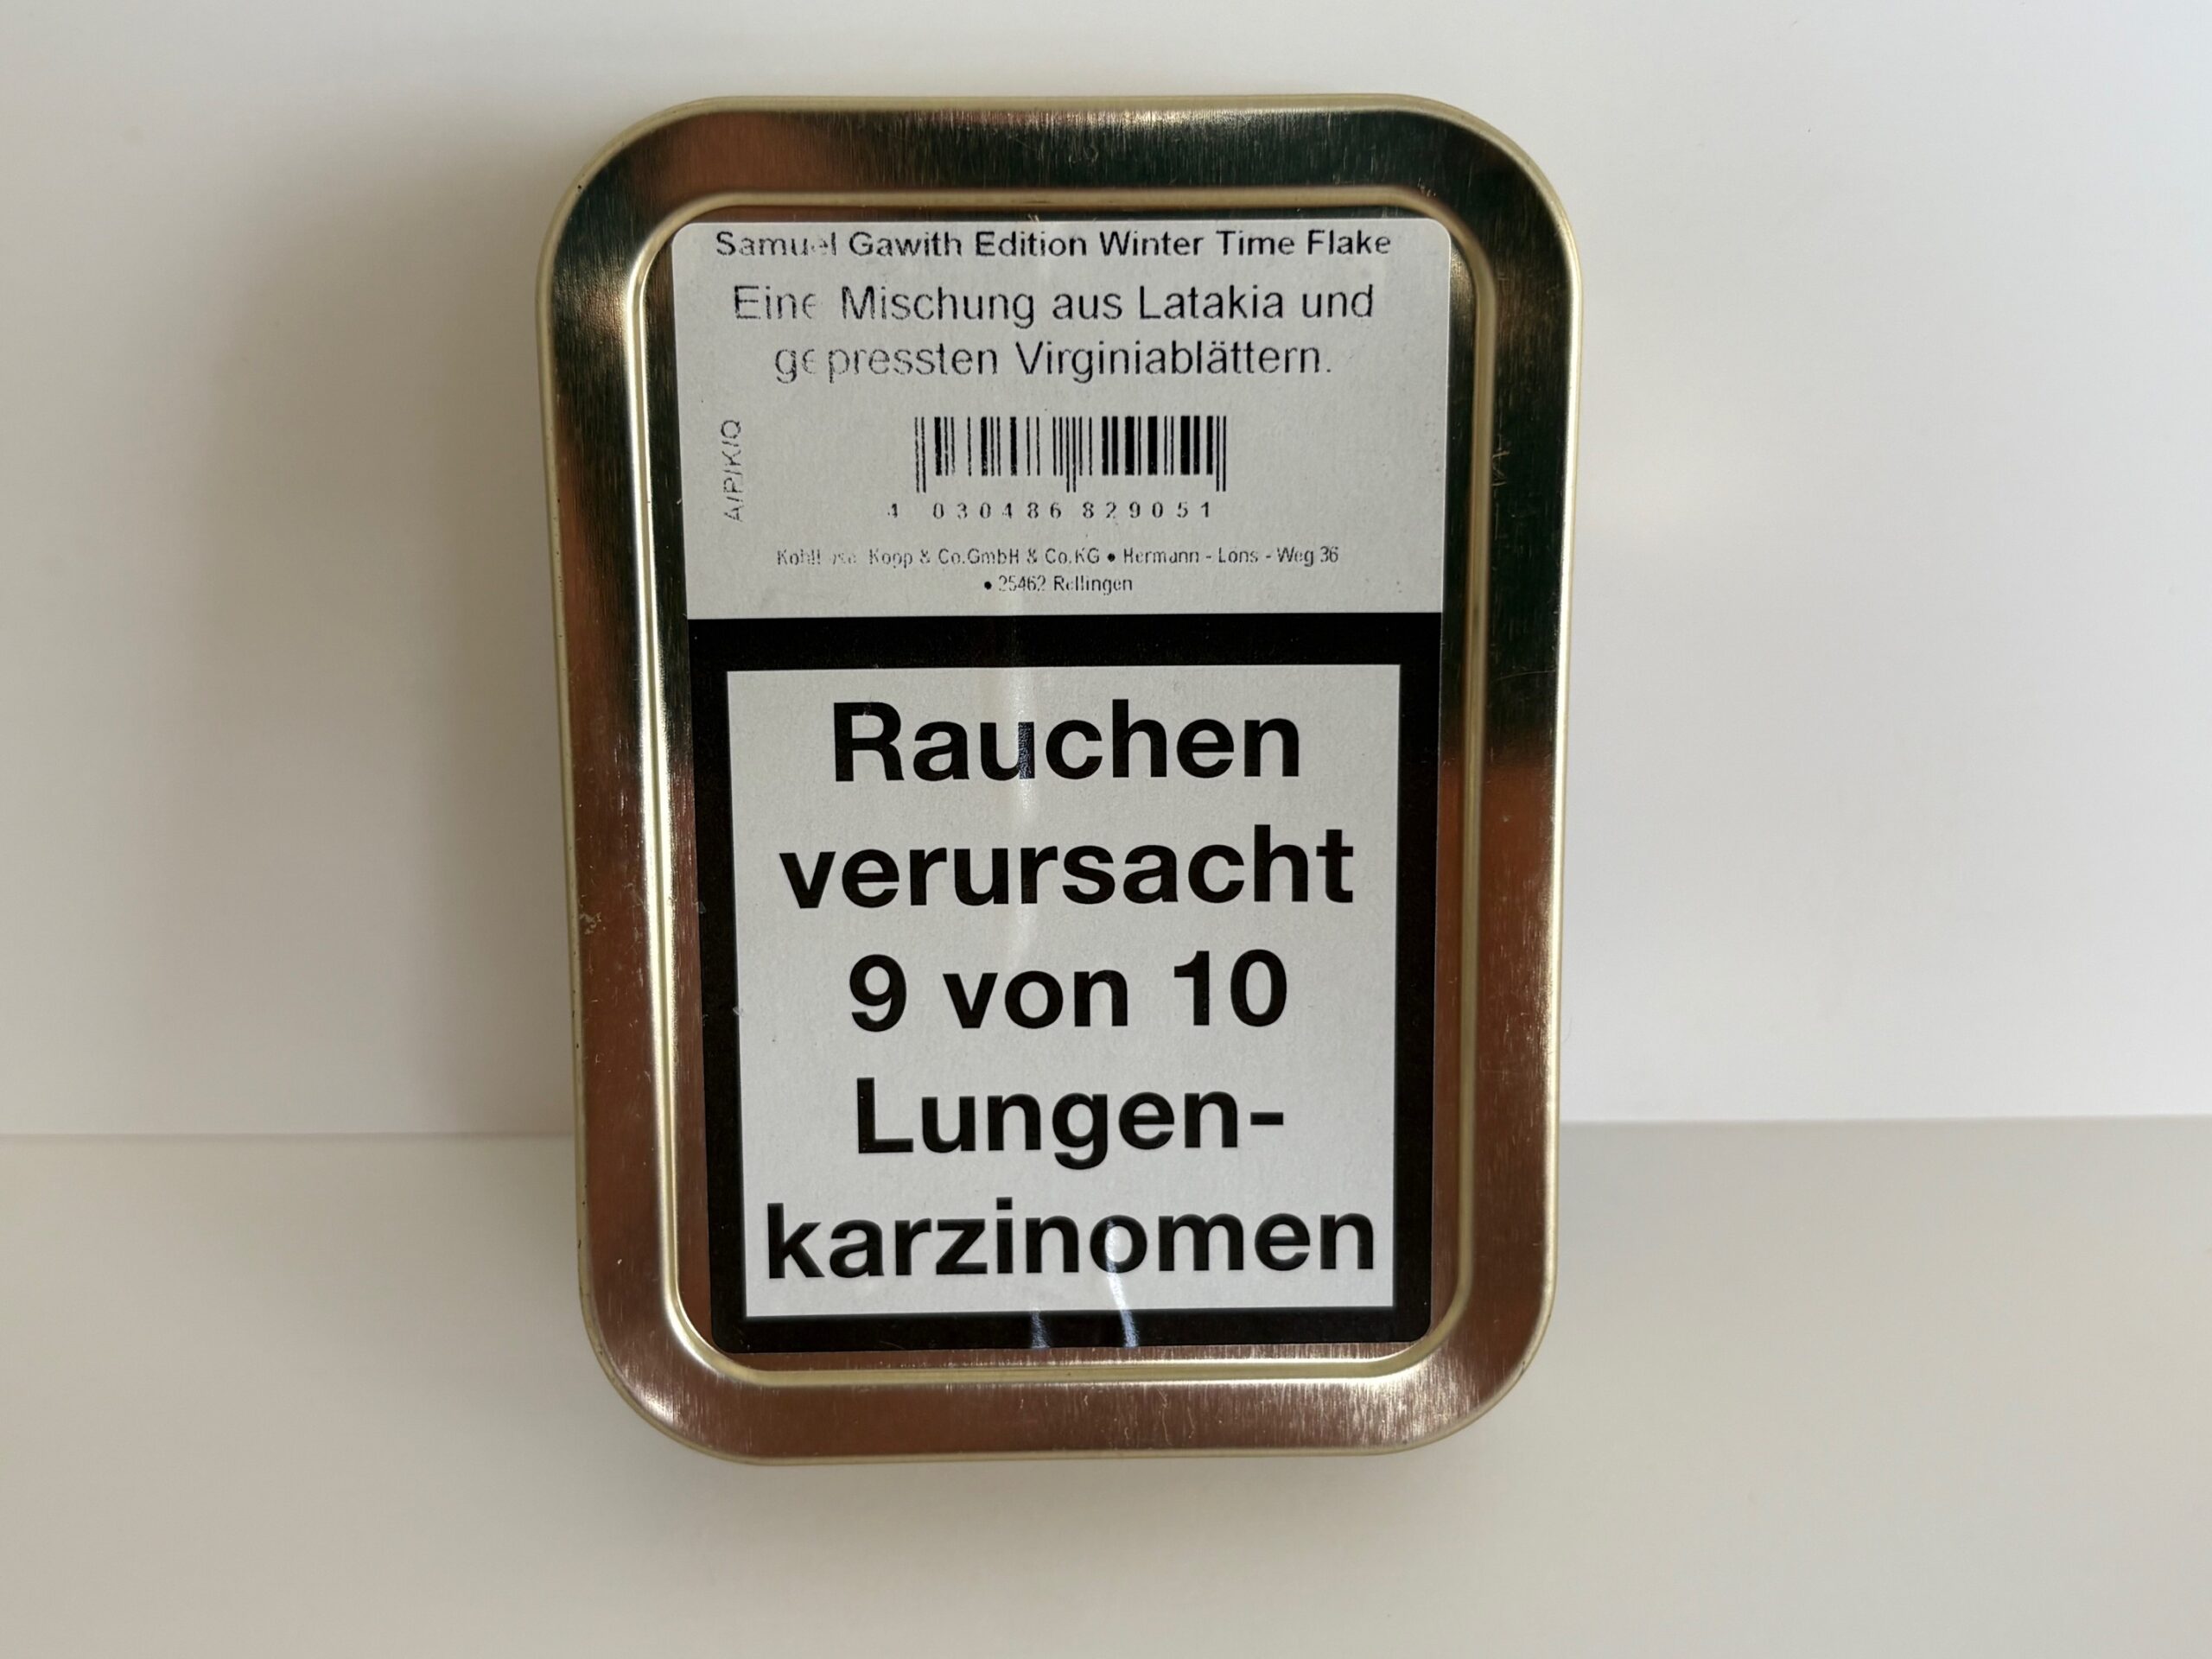 Samuel Gawith Edition Winter Time Flake
Eine Mischung aus Latakia und
gepressten Virginiablättern.
A/P/K/Q
4 030486 829051
Kohlhase, Kopp & Co.GmbH & Co.KG • Hermann - Löns - Weg 36
• 25462 Rellingen
Rauchen
verursacht
9 von 10
Lungen-
karzinomen